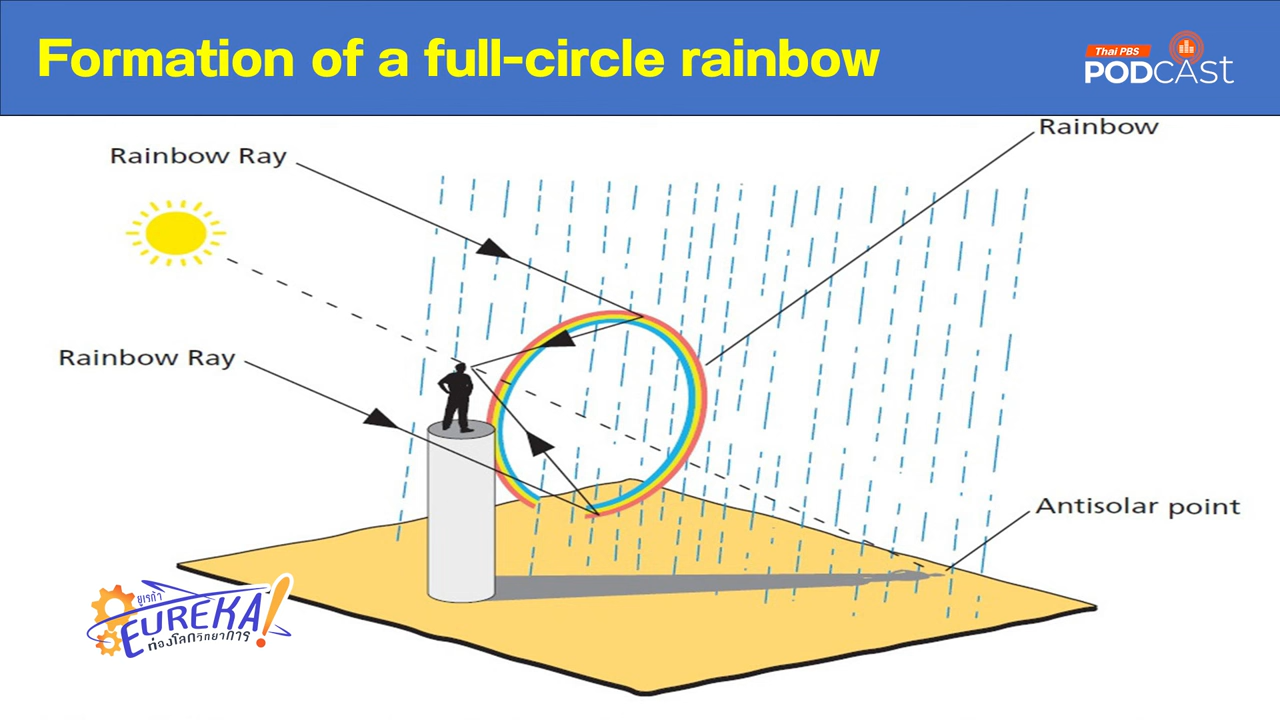 Formation of a full-circle rainbow
Thai PBS
PODCAST
Rainbow
Rainbow Ray
Rainbow Ray
Antisolar point
ยูเรก้า
EUREKA!
ท่องโลกวิทยาการ